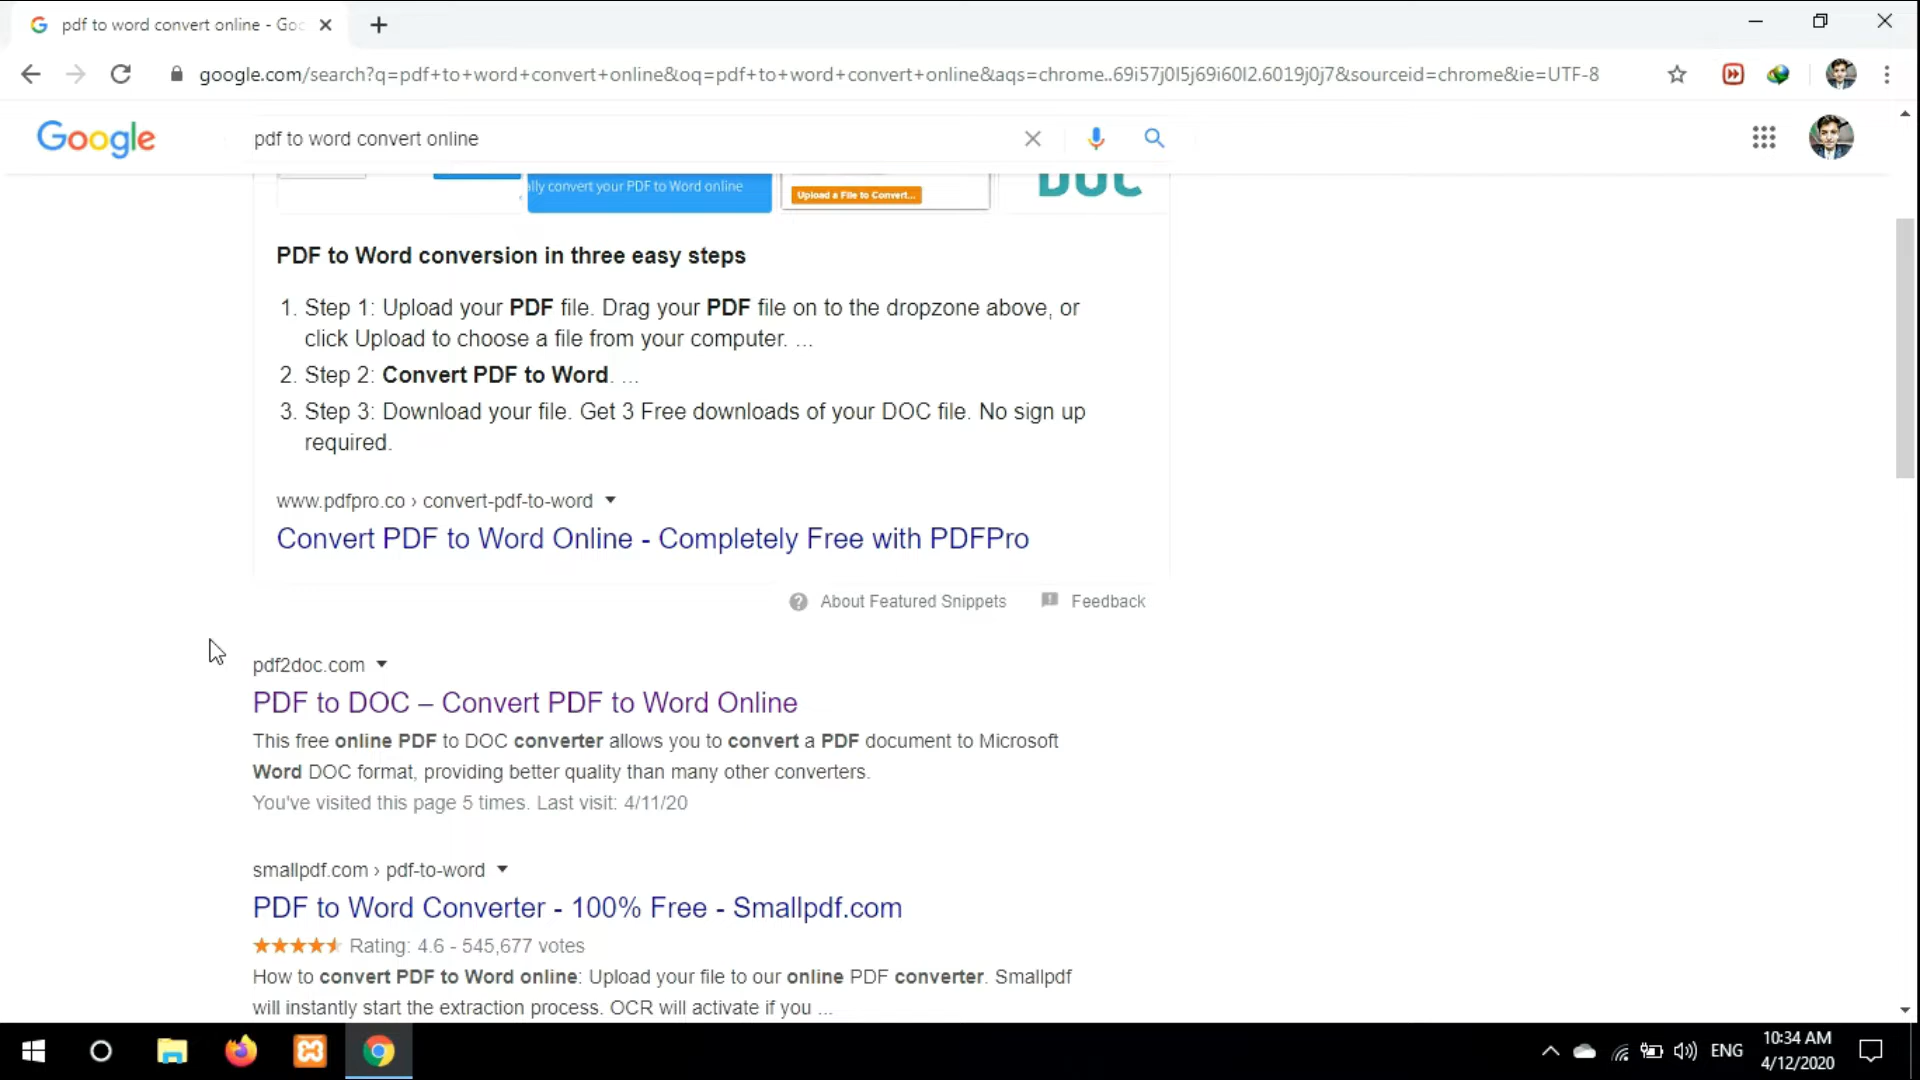 pdf to word convert online - Goo
google.com/search?q=pdf+to+word+convert+online&oq=pdf+to+word+convert+online&aqs=chrome..69i57j0l5j69i60l2.6019j0j7&sourceid=chrome&ie=UTF-8
Google
pdf to word convert online
ally convert your PDF to Word online
Upload a File to Convert...
DOC
PDF to Word conversion in three easy steps
1. Step 1: Upload your PDF file. Drag your PDF file on to the dropzone above, or
click Upload to choose a file from your computer. ...
2. Step 2: Convert PDF to Word. ...
3. Step 3: Download your file. Get 3 Free downloads of your DOC file. No sign up
required.
www.pdfpro.co › convert-pdf-to-word
Convert PDF to Word Online - Completely Free with PDFPro
About Featured Snippets
Feedback
pdf2doc.com
PDF to DOC – Convert PDF to Word Online
This free online PDF to DOC converter allows you to convert a PDF document to Microsoft
Word DOC format, providing better quality than many other converters.
You've visited this page 5 times. Last visit: 4/11/20
smallpdf.com › pdf-to-word
PDF to Word Converter - 100% Free - Smallpdf.com
Rating: 4.6 - 545,677 votes
How to convert PDF to Word online: Upload your file to our online PDF converter. Smallpdf
will instantly start the extraction process. OCR will activate if you ...
ENG
10:34 AM
4/12/2020